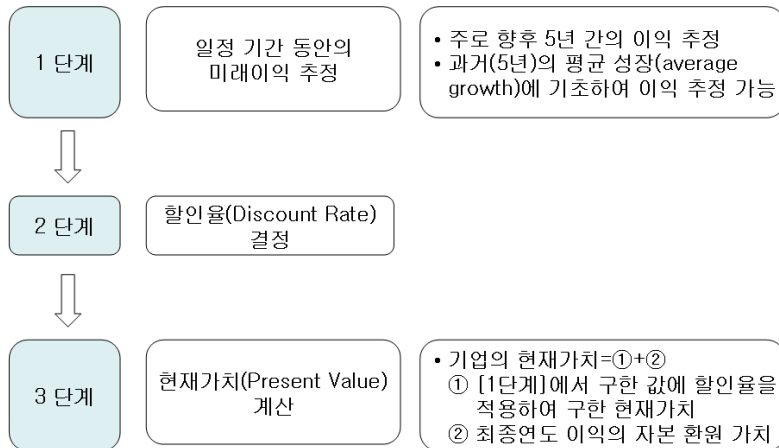 1 단계
일정 기간 동안의
미래이익 추정
• 주로 향후 5년 간의 이익 추정
• 과거(5년)의 평균 성장(average
growth)에 기초하여 이익 추정 가능
2 단계
할인율(Discount Rate)
결정
3 단계
현재가치(Present Value)
계산
• 기업의 현재가치=①+②
① [1단계]에서 구한 값에 할인율을
적용하여 구한 현재가치
② 최종연도 이익의 자본 환원 가치